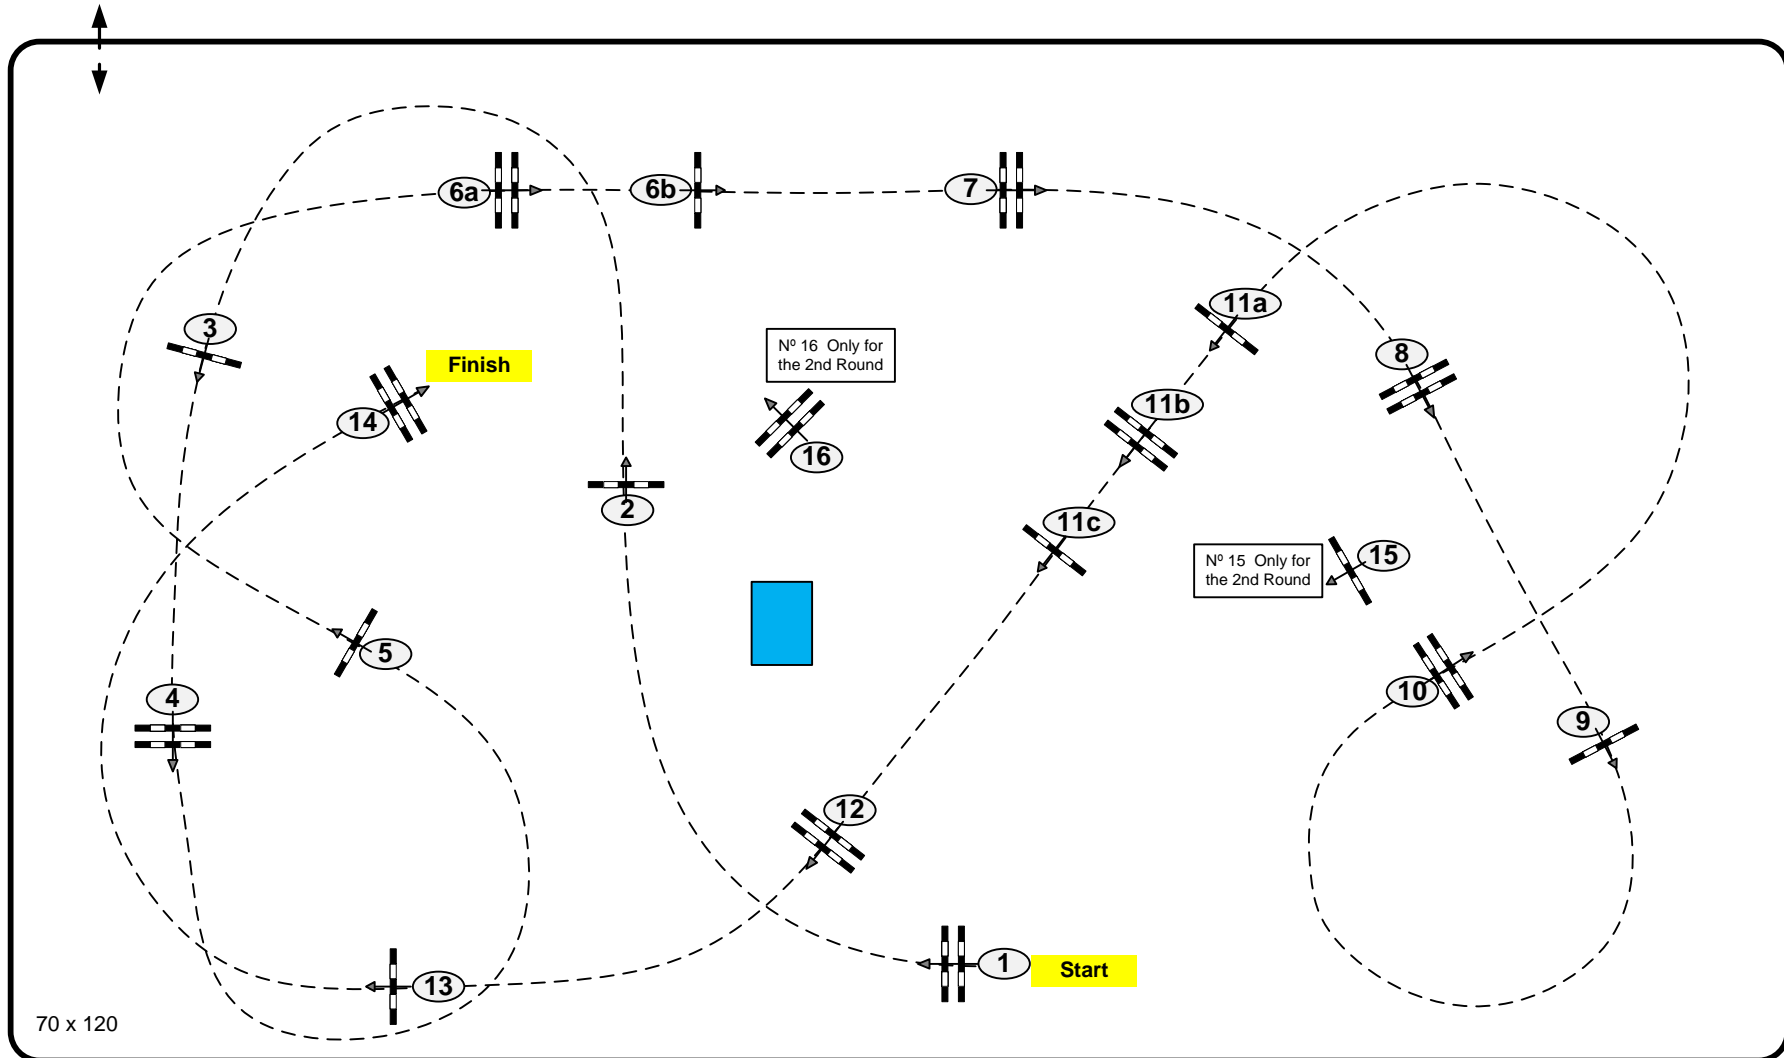 6a
6b
7
11a
3
Nº 16 Only for
the 2nd Round
8
Finish
11b
14
16
2
11c
Nº 15 Only for
the 2nd Round
15
5
4
10
9
12
1
Start
13
70 x 120